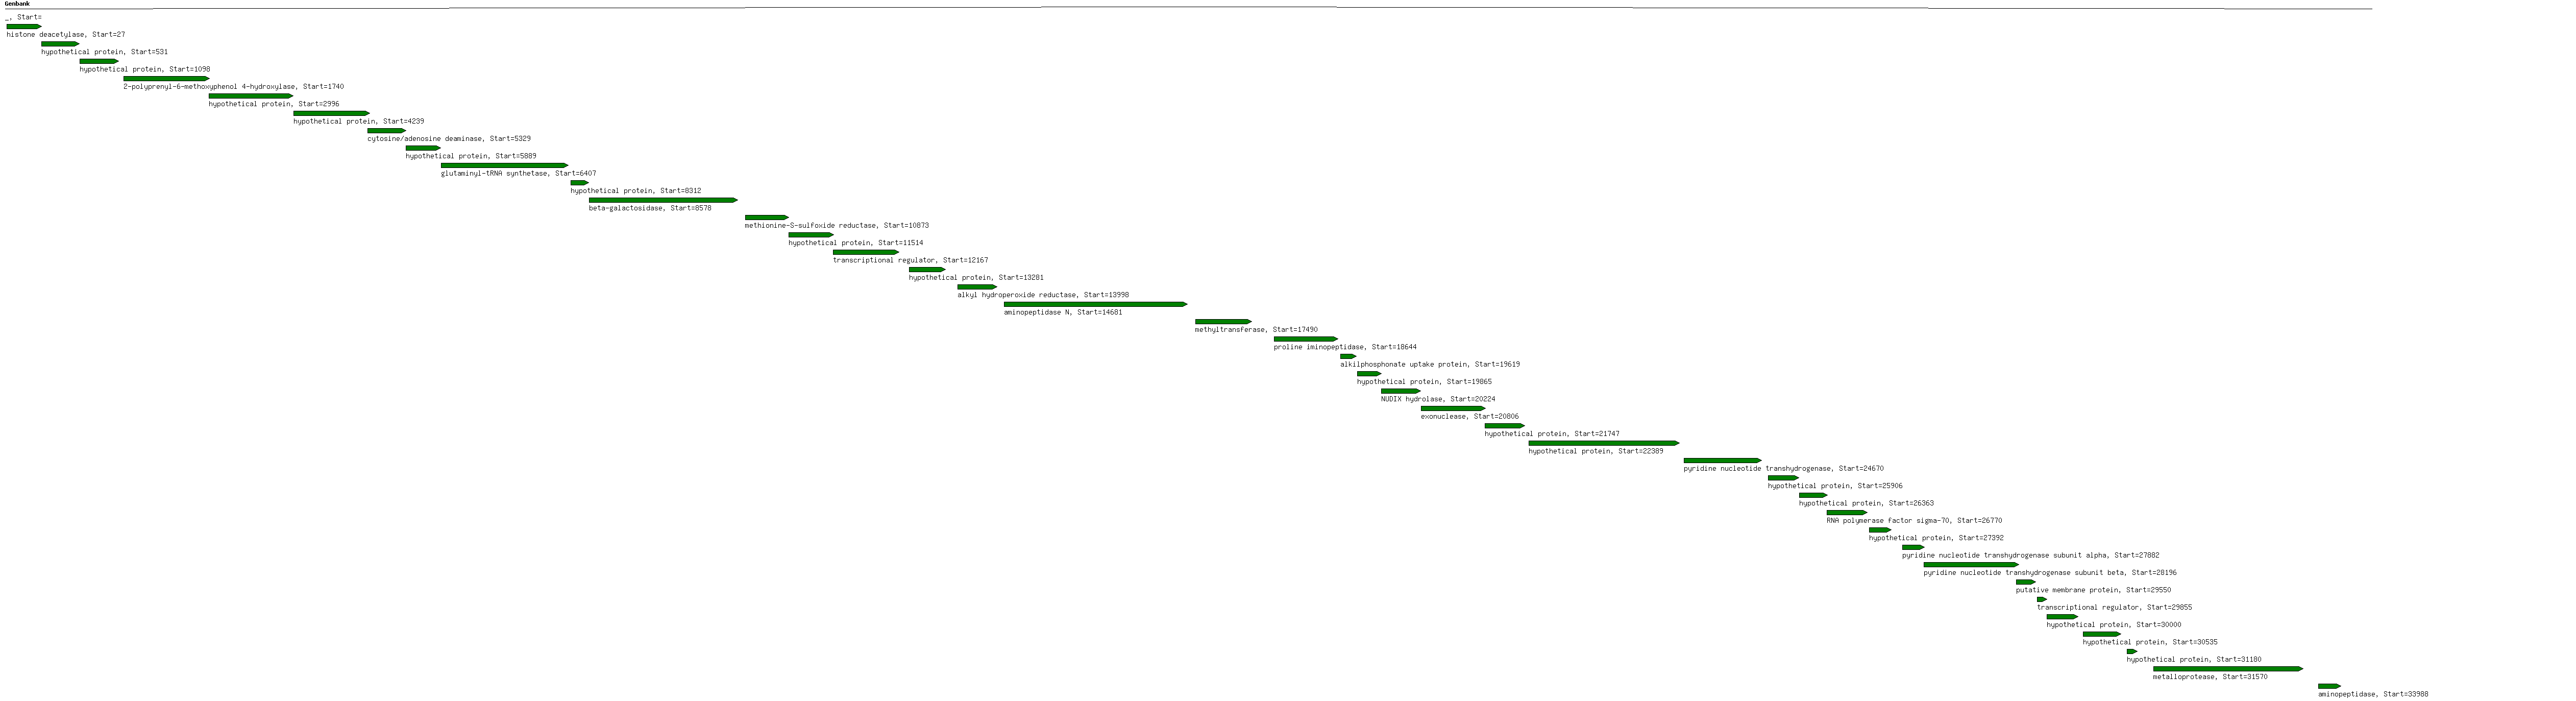 Genbank
_, Start=
histone deacetylase, Start=27
hypothetical protein, Start=531
hypothetical protein, Start=1098
2-polyprenyl-6-methoxyphenol 4-hydroxylase, Start=1740
hypothetical protein, Start=2996
hypothetical protein, Start=4239
cytosine/adenosine deaminase, Start=5329
hypothetical protein, Start=5889
glutaminyl-tRNA synthetase, Start=6407
hypothetical protein, Start=8312
beta-galactosidase, Start=8578
methionine-S-sulfoxide reductase, Start=10873
hypothetical protein, Start=11514
transcriptional regulator, Start=12167
hypothetical protein, Start=13281
alkyl hydroperoxide reductase, Start=13998
aminopeptidase N, Start=14681
methyltransferase, Start=17490
proline iminopeptidase, Start=18644
alkilphosphonate uptake protein, Start=19619
hypothetical protein, Start=19865
NUDIX hydrolase, Start=20224
exonuclease, Start=20806
hypothetical protein, Start=21747
hypothetical protein, Start=22389
pyridine nucleotide transhydrogenase, Start=24670
hypothetical protein, Start=25906
hypothetical protein, Start=26363
RNA polymerase factor sigma-70, Start=26770
hypothetical protein, Start=27392
pyridine nucleotide transhydrogenase subunit alpha, Start=27882
pyridine nucleotide transhydrogenase subunit beta, Start=28196
putative membrane protein, Start=29550
transcriptional regulator, Start=29855
hypothetical protein, Start=30000
hypothetical protein, Start=30535
hypothetical protein, Start=31180
metalloprotease, Start=31570
aminopeptidase, Start=33988